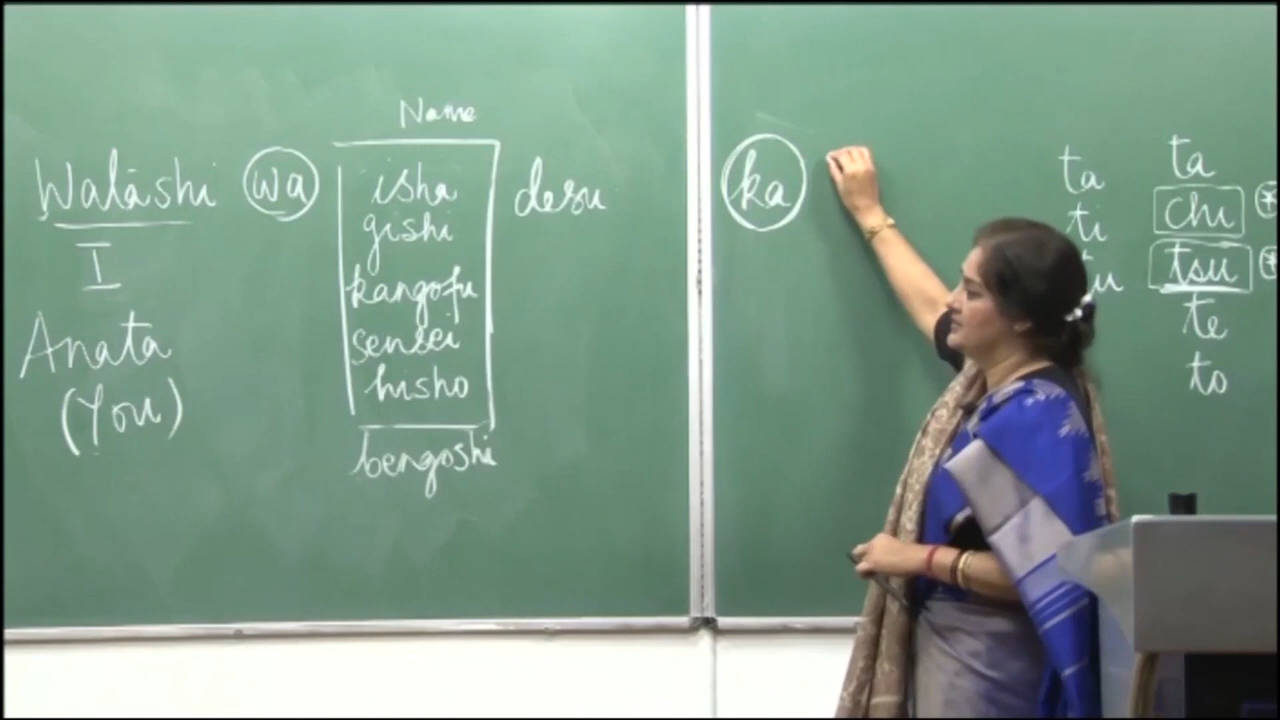 Name
Watashi wa isha desu
I gishi
Anata kangofu
(You) sensei
hisho
bengoshi
ka
ta ta
ti chi *
tu tsu *
te
to